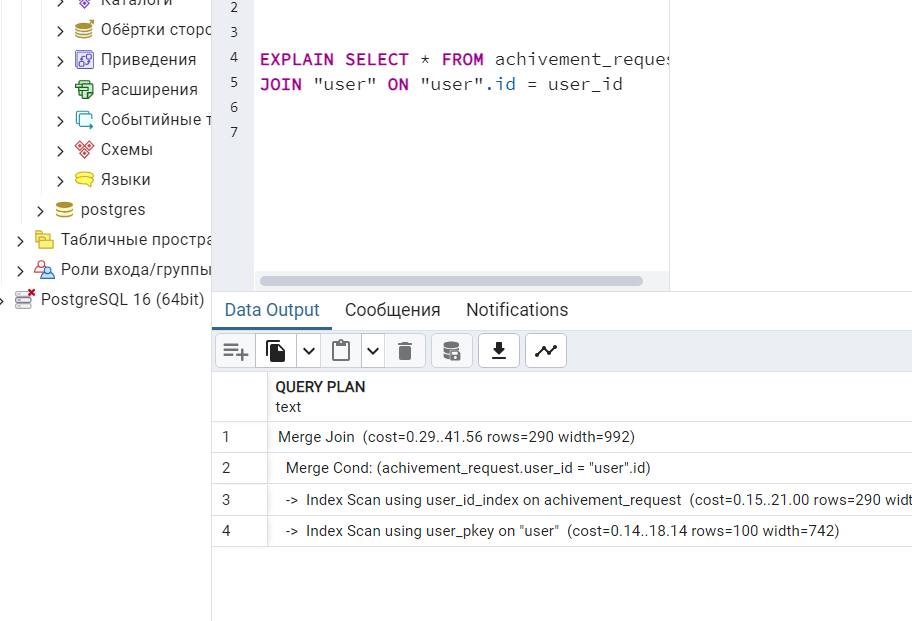 Каталоги
Обёртки сторо
Приведения
Расширения
Событийные т
Схемы
Языки
postgres
Табличные простра
Роли входа/группы
PostgreSQL 16 (64bit)
2
3
4 EXPLAIN SELECT * FROM achivement_reques
5 JOIN "user" ON "user".id = user_id
6
7
Data Output Сообщения Notifications
QUERY PLAN
text
1 Merge Join (cost=0.29..41.56 rows=290 width=992)
2 Merge Cond: (achivement_request.user_id = "user".id)
3 -> Index Scan using user_id_index on achivement_request (cost=0.15..21.00 rows=290 widt
4 -> Index Scan using user_pkey on "user" (cost=0.14..18.14 rows=100 width=742)